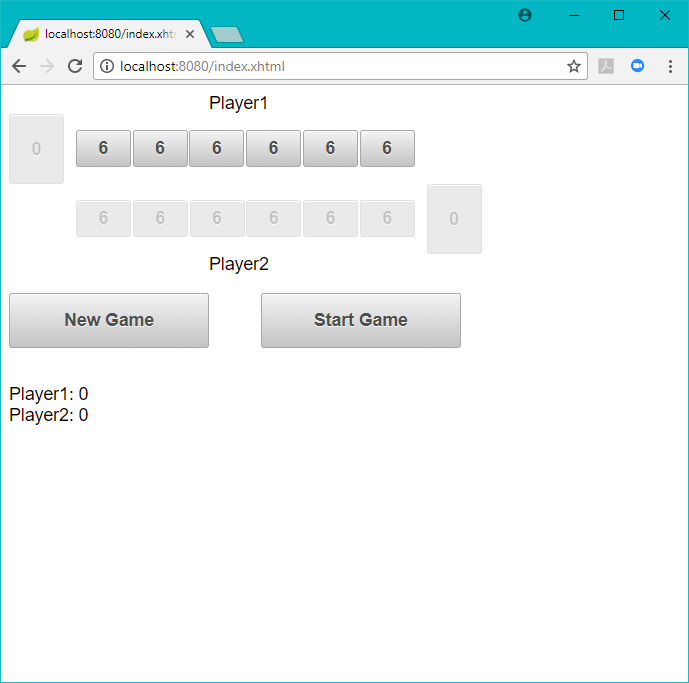 localhost:8080/index.xhtm
localhost:8080/index.xhtml
Player1
0
6 6 6 6 6 6
6 6 6 6 6 6
0
Player2
New Game Start Game
Player1: 0
Player2: 0